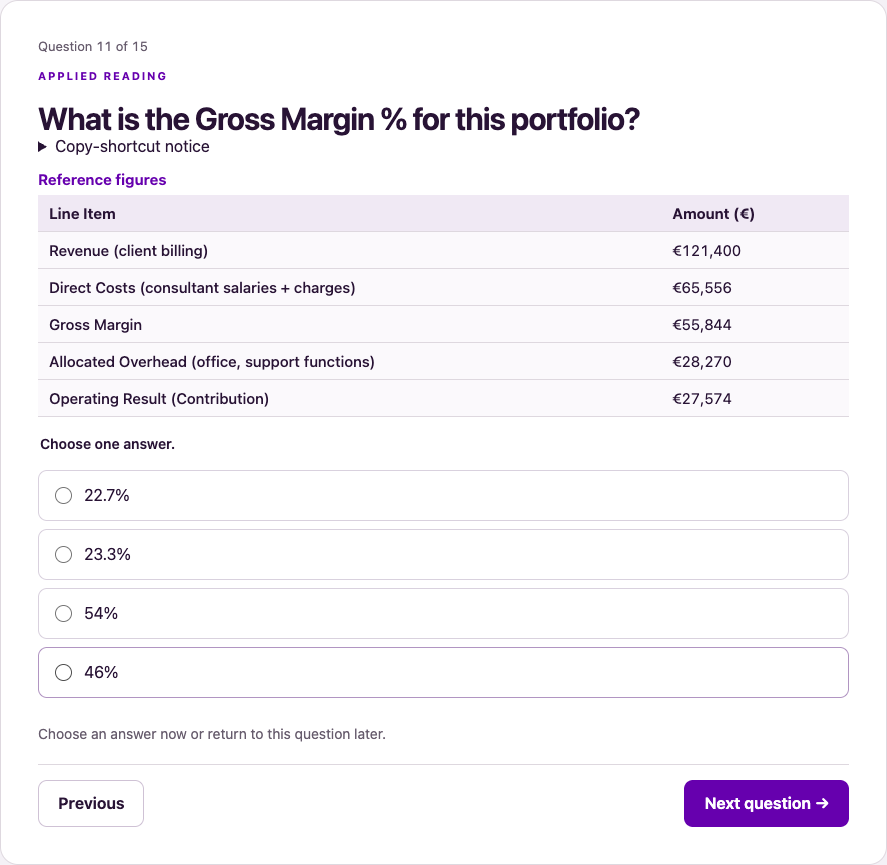 Question 11 of 15
APPLIED READING
What is the Gross Margin % for this portfolio?
Copy-shortcut notice
Reference figures
Line Item Amount (€)
Revenue (client billing) €121,400
Direct Costs (consultant salaries + charges) €65,556
Gross Margin €55,844
Allocated Overhead (office, support functions) €28,270
Operating Result (Contribution) €27,574
Choose one answer.
22.7%
23.3%
54%
46%
Choose an answer now or return to this question later.
Previous Next question →